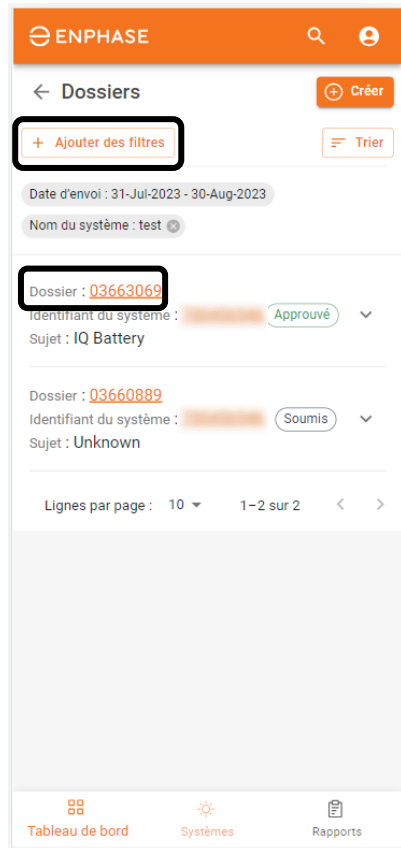 ENPHASE
Dossiers
Créer
+ Ajouter des filtres
Trier
Date d'envoi : 31-Jul-2023 - 30-Aug-2023
Nom du système : test
Dossier : 03663069
Identifiant du système :
Approuvé
Sujet : IQ Battery
Dossier : 03660889
Identifiant du système :
Soumis
Sujet : Unknown
Lignes par page : 10 1–2 sur 2
Tableau de bord Systèmes Rapports